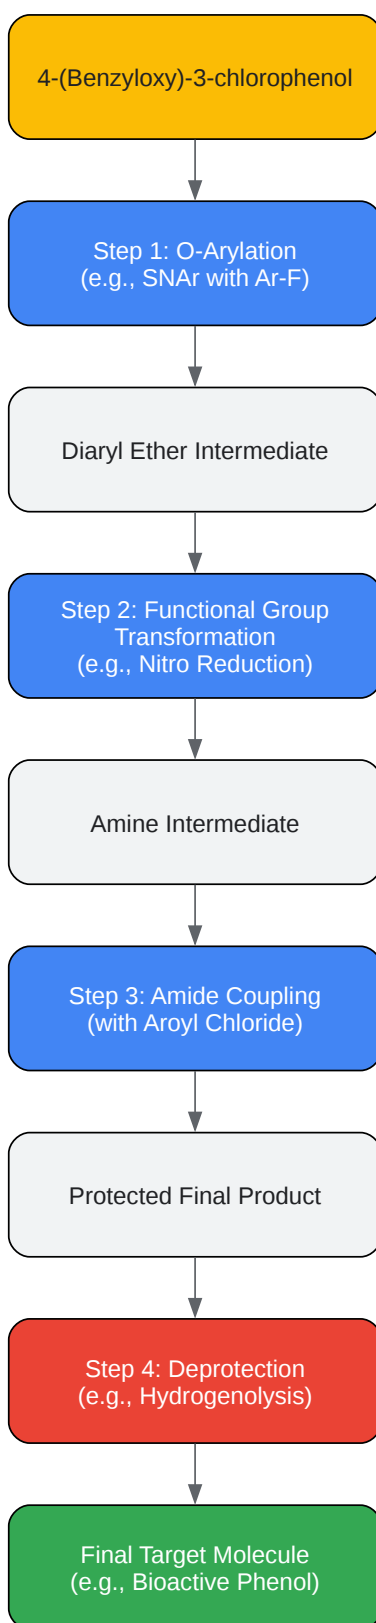 4-(Benzyloxy)-3-chlorophenol
Step 1: O-Arylation
(e.g., SNAr with Ar-F)
Diaryl Ether Intermediate
Step 2: Functional Group
Transformation
(e.g., Nitro Reduction)
Amine Intermediate
Step 3: Amide Coupling
(with Aroyl Chloride)
Protected Final Product
Step 4: Deprotection
(e.g., Hydrogenolysis)
Final Target Molecule
(e.g., Bioactive Phenol)